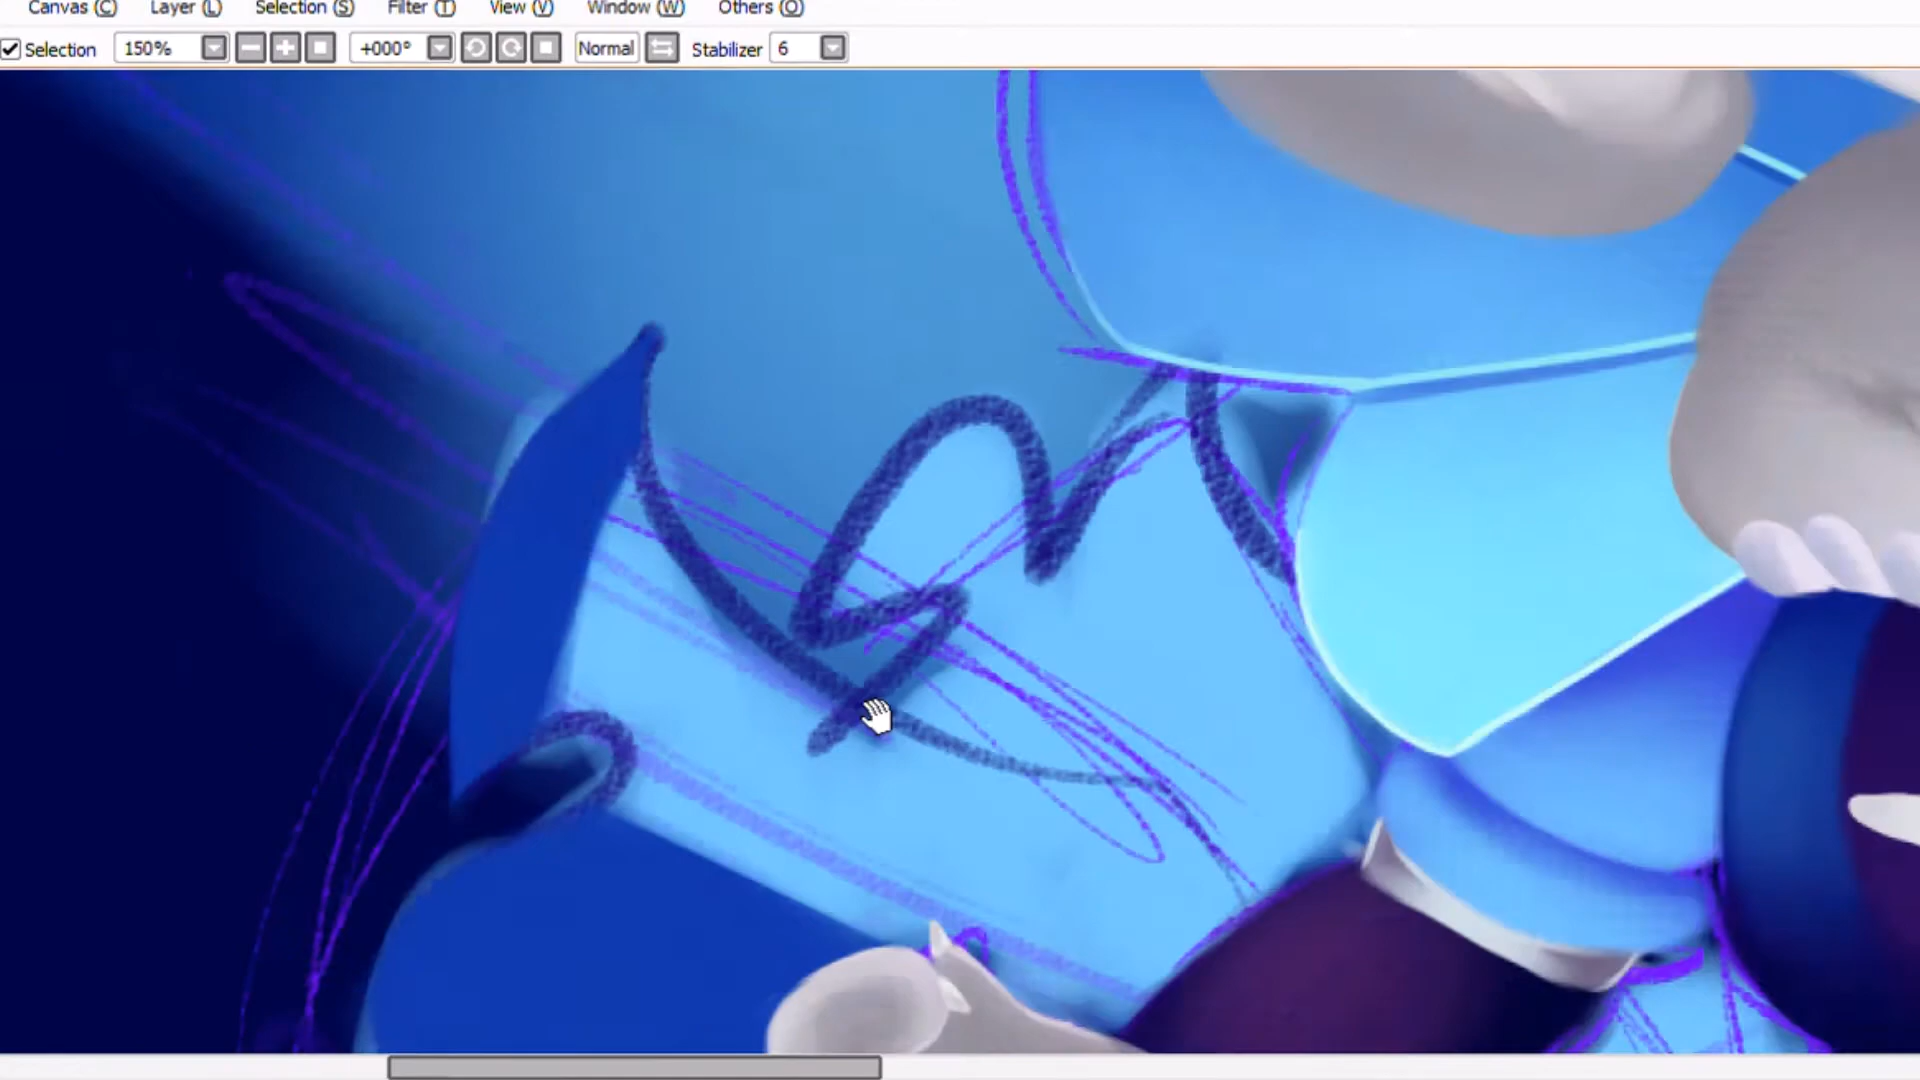 Canvas (C) Layer (L) Selection (S) Filter (T) View (V) Window (W) Others (O)
Selection 150% +000° Normal Stabilizer 6